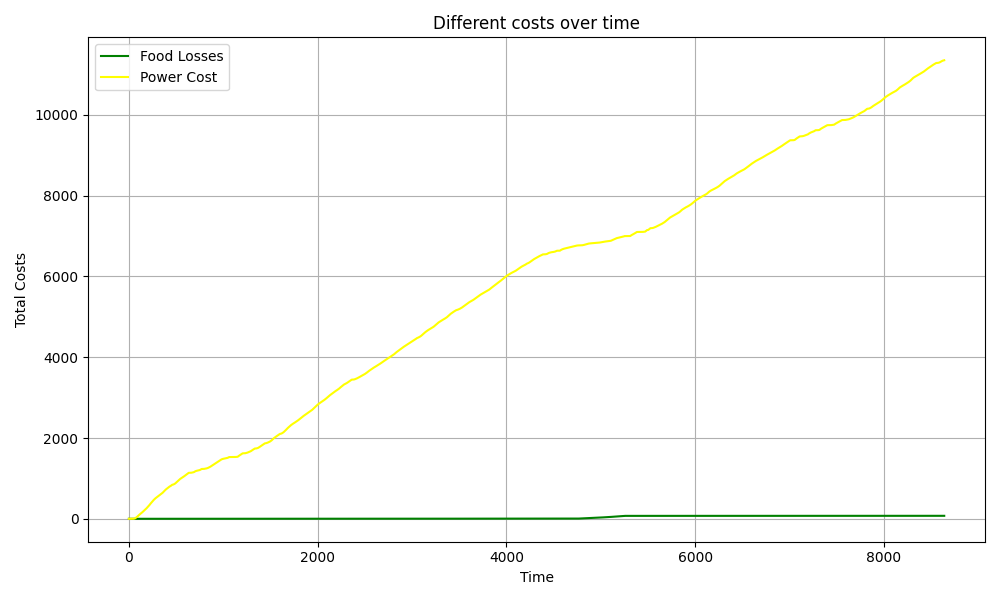 Different costs over time
Food Losses
Power Cost
Total Costs
10000
8000
6000
4000
2000
0
0 2000 4000 6000 8000
Time